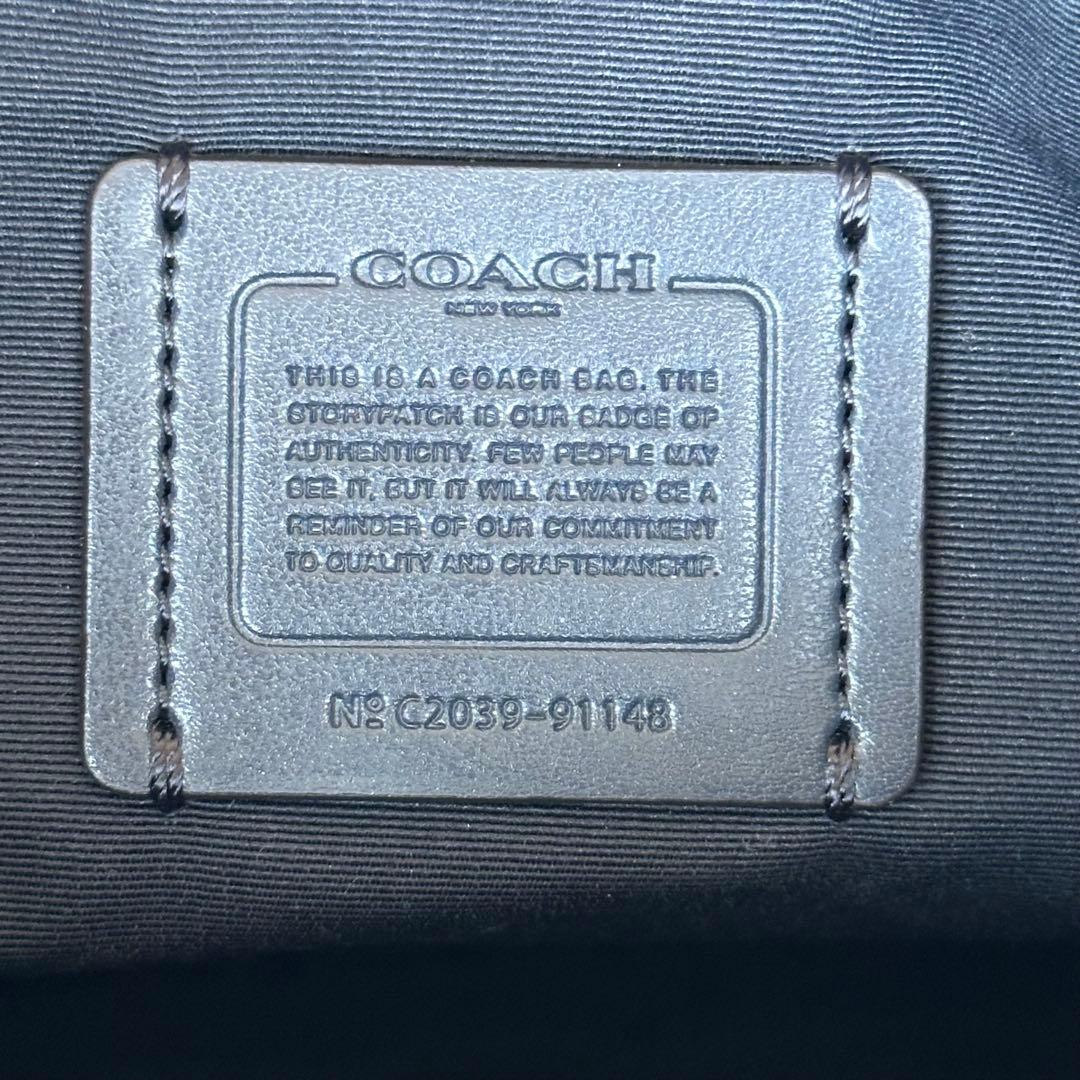 COACH
NEW YORK
THIS IS A COACH BAG. THE
STORYPATCH IS OUR BADGE OF
AUTHENTICITY. FEW PEOPLE MAY
SEE IT, BUT IT WILL ALWAYS BE A
REMINDER OF OUR COMMITMENT
TO QUALITY AND CRAFTSMANSHIP.
Nº C2039-91148